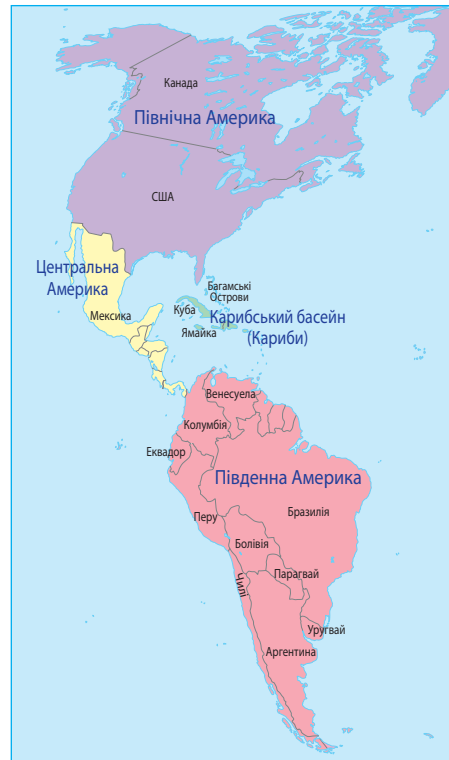 Канада
Північна Америка
США
Центральна
Америка
Мексика
Багамські
Острови
Куба
Ямайка
Карибський басейн
(Кариби)
Венесуела
Колумбія
Еквадор
Південна Америка
Перу
Бразилія
Болівія
Парагвай
Чилі
Уругвай
Аргентина